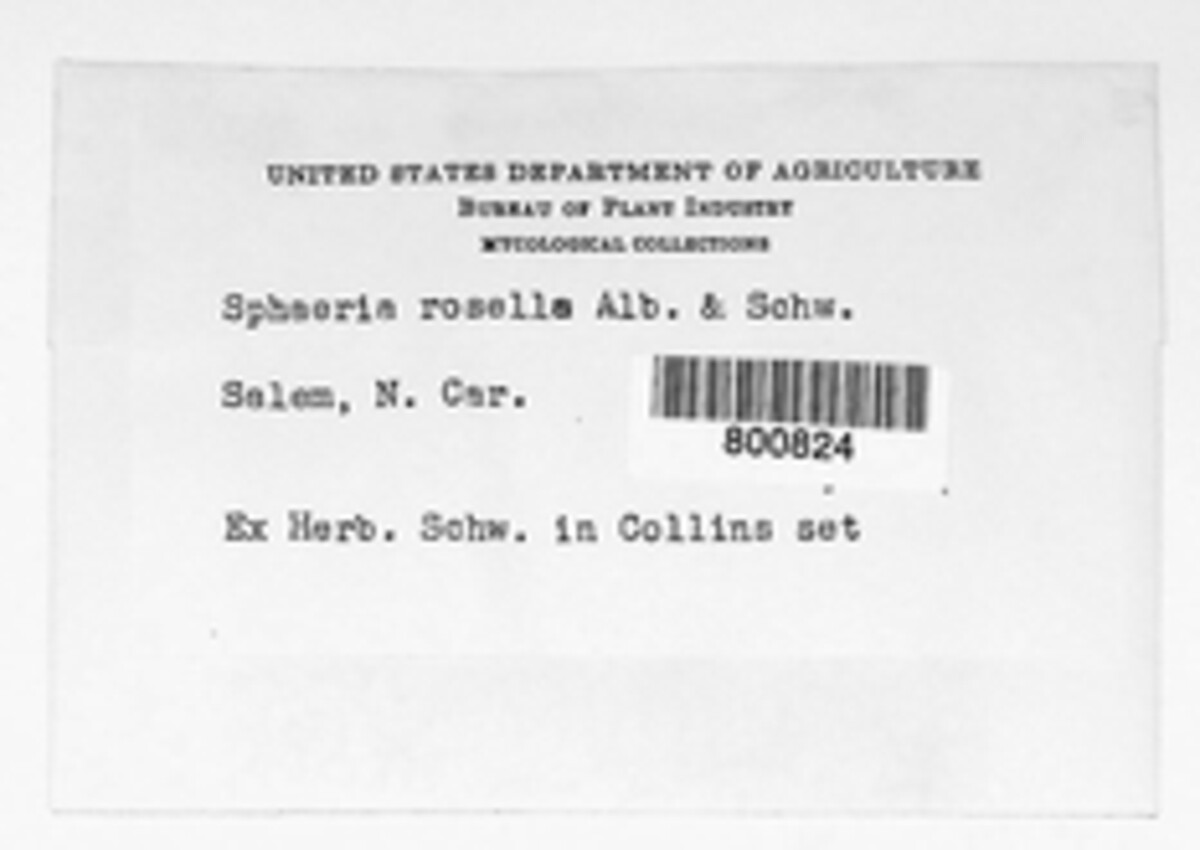 UNITED STATES DEPARTMENT OF AGRICULTURE
BUREAU OF PLANT INDUSTRY
MYCOLOGICAL COLLECTIONS
Sphaeria rosella Alb. & Schw.
Salem, N. Car.
800824
Ex Herb. Schw. in Collins set